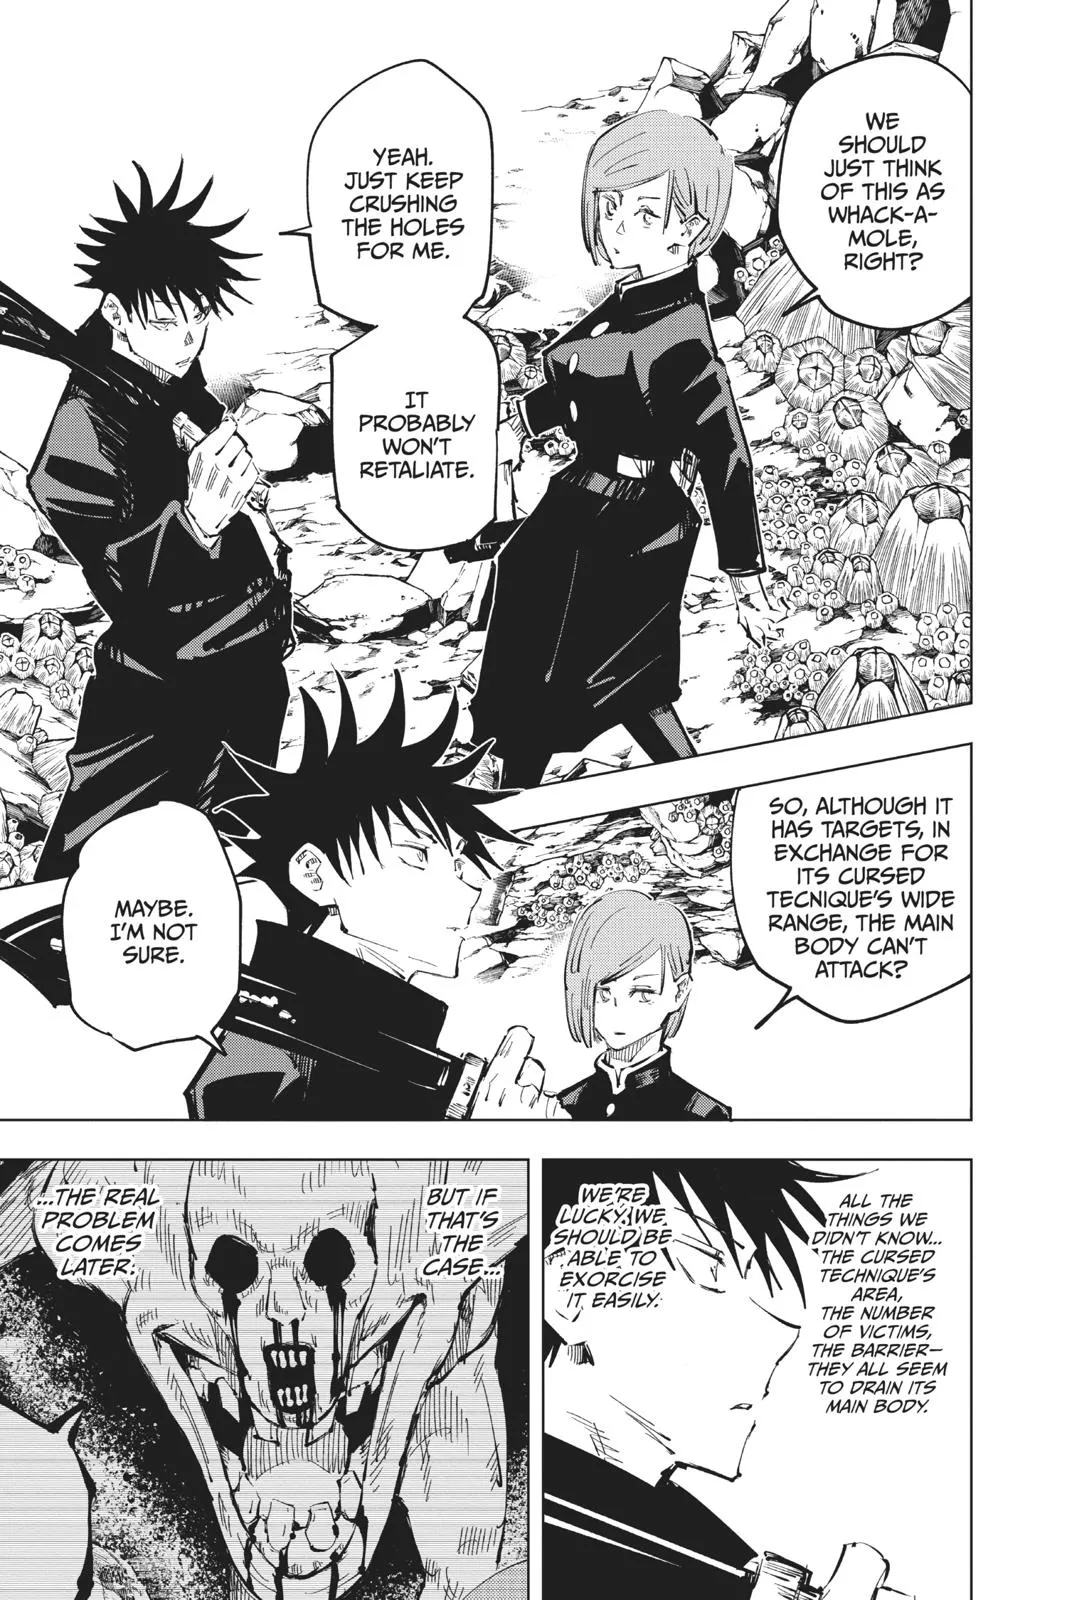 WE
SHOULD
JUST THINK
OF THIS AS
WHACK-A-
MOLE,
RIGHT?
YEAH.
JUST KEEP
CRUSHING
THE HOLES
FOR ME.
IT
PROBABLY
WON'T
RETALIATE.
SO, ALTHOUGH IT
HAS TARGETS, IN
EXCHANGE FOR
ITS CURSED
TECNIQUE'S WIDE
RANGE, THE MAIN
BODY CAN'T
ATTACK?
MAYBE.
I'M NOT
SURE.
ALL THE
THINGS WE
DIDN'T KNOW...
THE CURSED
TECHNIQUE'S
AREA,
THE NUMBER
OF VICTIMS,
THE BARRIER—
THEY ALL SEEM
TO DRAIN ITS
MAIN BODY.
WE'RE
LUCKY. WE
SHOULD BE
ABLE TO
EXORCISE
IT EASILY.
BUT IF
THAT'S
THE
CASE...
...THE REAL
PROBLEM
COMES
LATER.